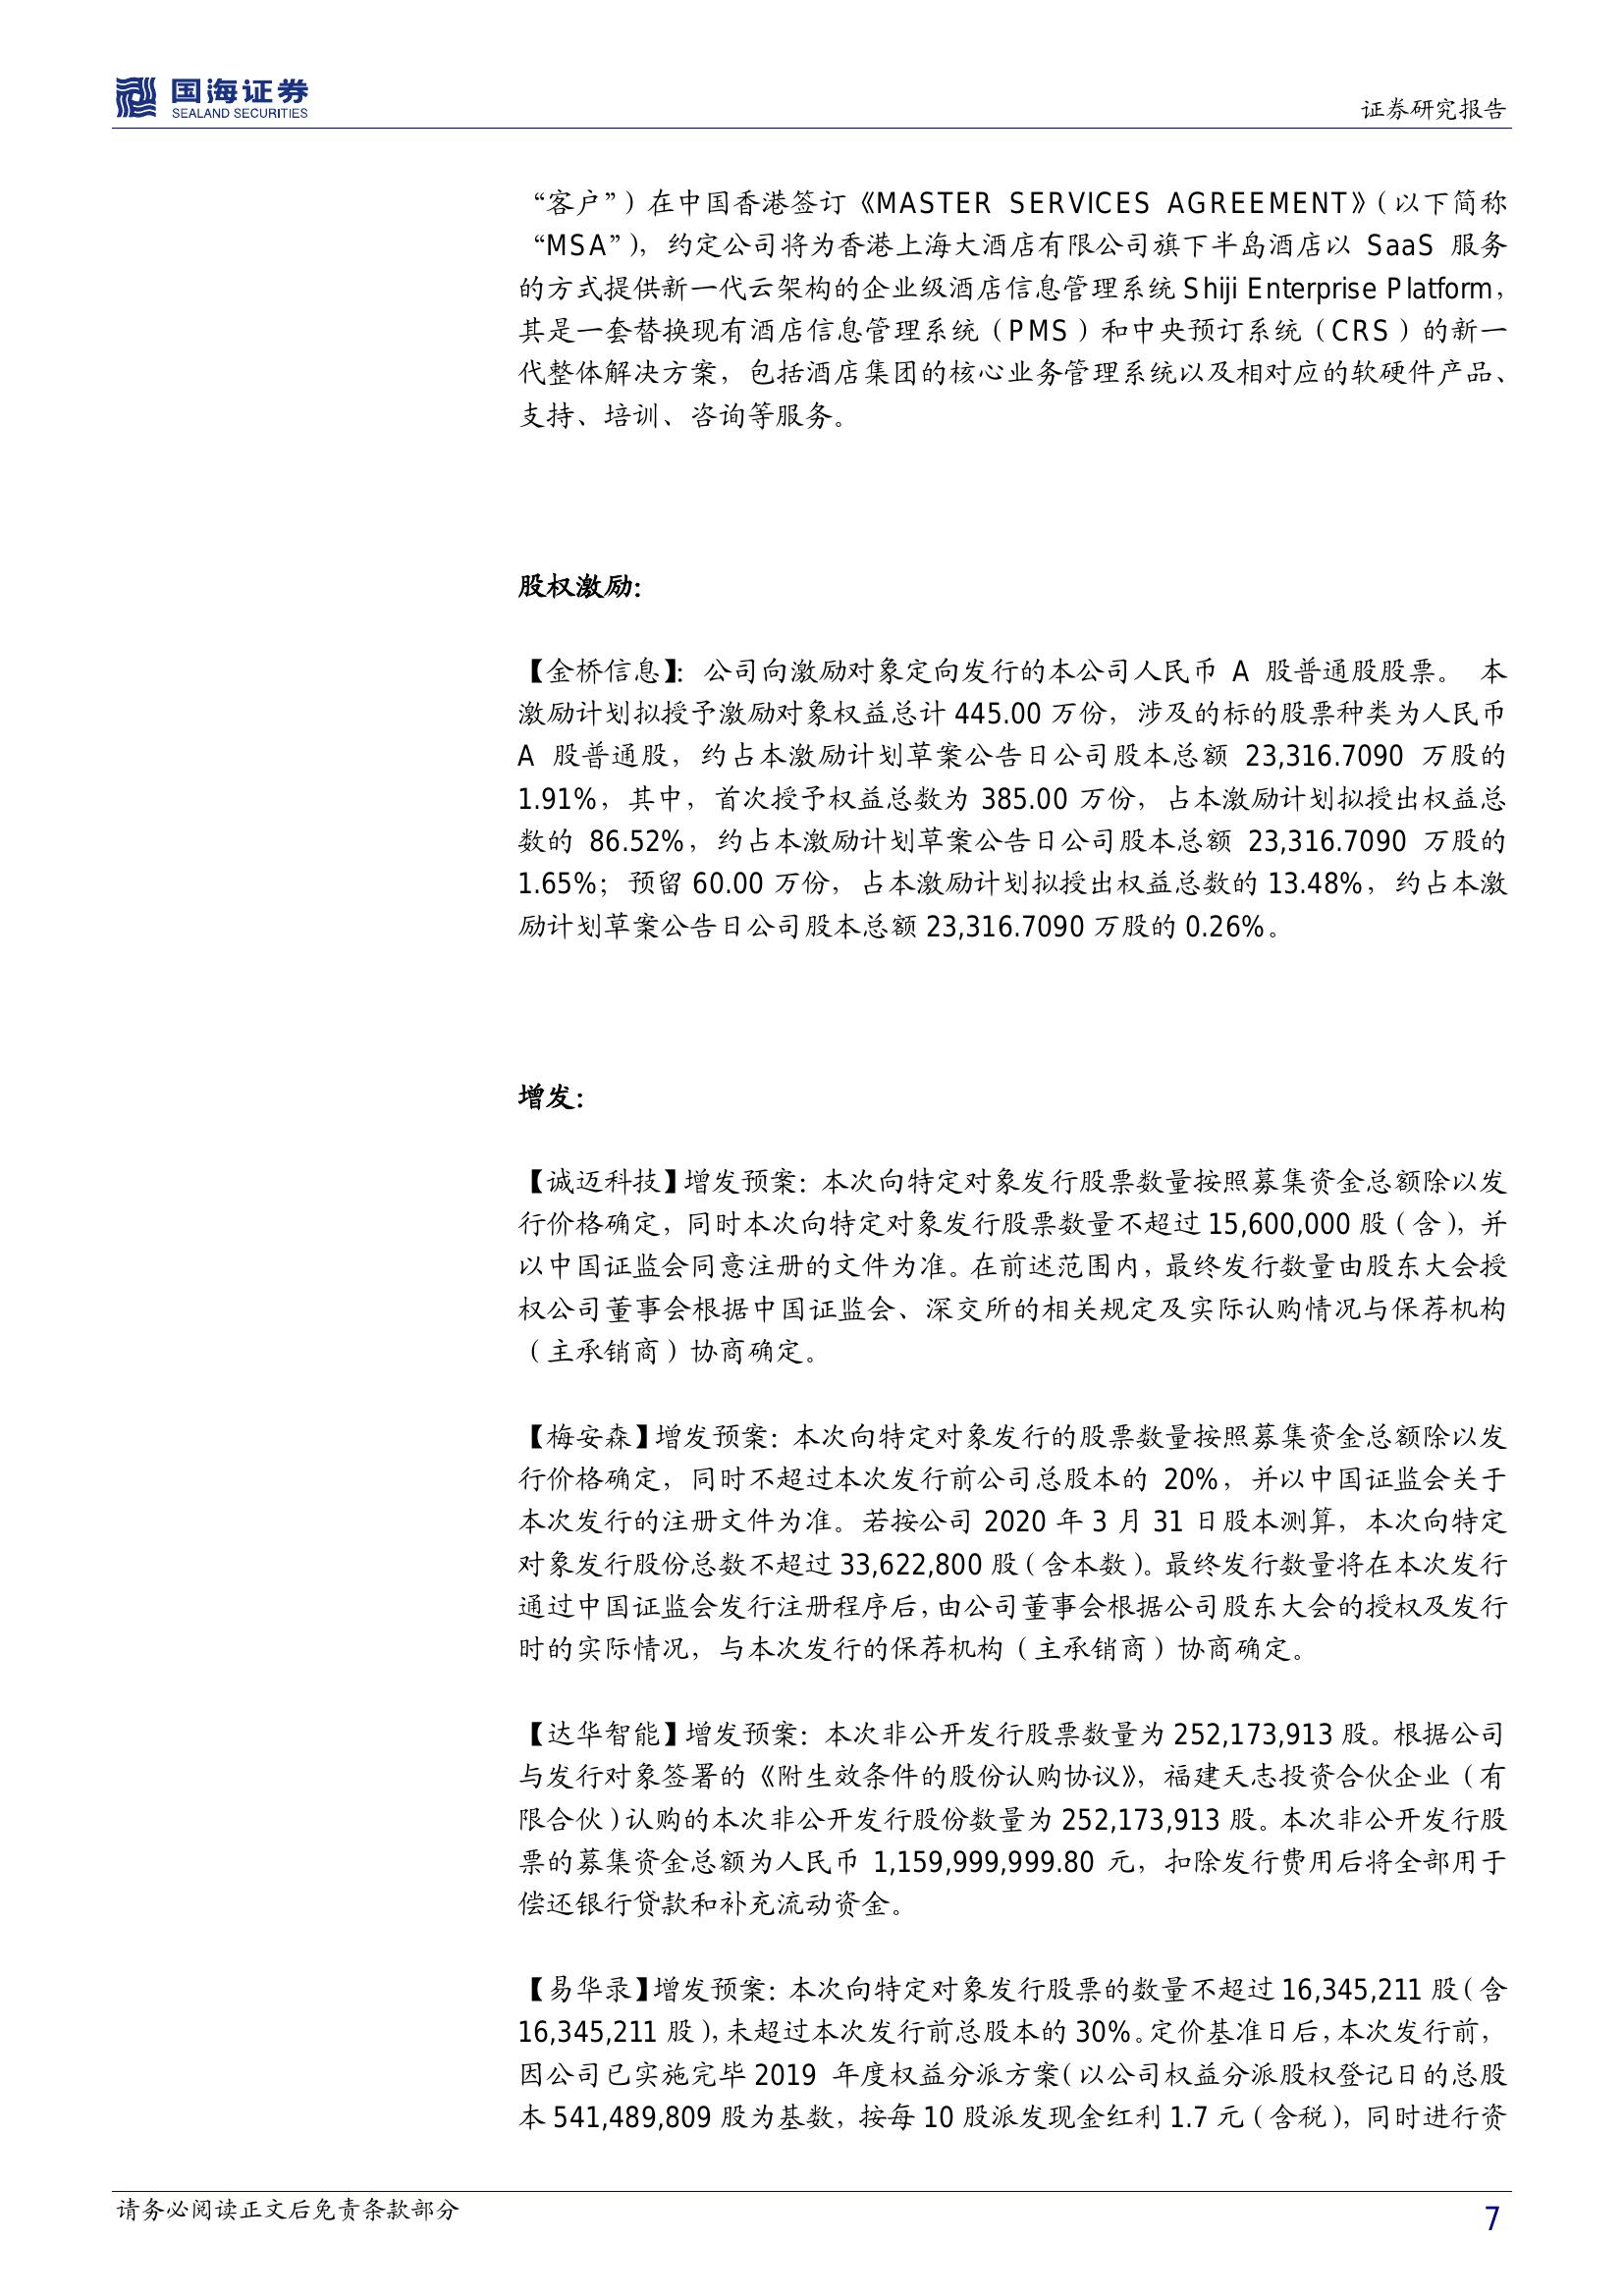 国海证券
SEALAND SECURITIES
证券研究报告
“客户”）在中国香港签订《MASTER SERVICES AGREEMENT》（以下简称
“MSA”），约定公司将为香港上海大酒店有限公司旗下半岛酒店以 SaaS 服务
的方式提供新一代云架构的企业级酒店信息管理系统 Shiji Enterprise Platform，
其是一套替换现有酒店信息管理系统（PMS）和中央预订系统（CRS）的新一
代整体解决方案，包括酒店集团的核心业务管理系统以及相对应的软硬件产品、
支持、培训、咨询等服务。
股权激励：
【金桥信息】：公司向激励对象定向发行的本公司人民币 A 股普通股股票。 本
激励计划拟授予激励对象权益总计 445.00 万份，涉及的标的股票种类为人民币
A 股普通股，约占本激励计划草案公告日公司股本总额 23,316.7090 万股的
1.91%，其中，首次授予权益总数为 385.00 万份，占本激励计划拟授出权益总
数的 86.52%，约占本激励计划草案公告日公司股本总额 23,316.7090 万股的
1.65%；预留 60.00 万份，占本激励计划拟授出权益总数的 13.48%，约占本激
励计划草案公告日公司股本总额 23,316.7090 万股的 0.26%。
增发：
【诚迈科技】增发预案：本次向特定对象发行股票数量按照募集资金总额除以发
行价格确定，同时本次向特定对象发行股票数量不超过 15,600,000 股（含），并
以中国证监会同意注册的文件为准。在前述范围内，最终发行数量由股东大会授
权公司董事会根据中国证监会、深交所的相关规定及实际认购情况与保荐机构
（主承销商）协商确定。
【梅安森】增发预案：本次向特定对象发行的股票数量按照募集资金总额除以发
行价格确定，同时不超过本次发行前公司总股本的 20%，并以中国证监会关于
本次发行的注册文件为准。若按公司 2020 年 3 月 31 日股本测算，本次向特定
对象发行股份总数不超过 33,622,800 股（含本数）。最终发行数量将在本次发行
通过中国证监会发行注册程序后，由公司董事会根据公司股东大会的授权及发行
时的实际情况，与本次发行的保荐机构（主承销商）协商确定。
【达华智能】增发预案：本次非公开发行股票数量为 252,173,913 股。根据公司
与发行对象签署的《附生效条件的股份认购协议》，福建天志投资合伙企业（有
限合伙）认购的本次非公开发行股份数量为 252,173,913 股。本次非公开发行股
票的募集资金总额为人民币 1,159,999,999.80 元，扣除发行费用后将全部用于
偿还银行贷款和补充流动资金。
【易华录】增发预案：本次向特定对象发行股票的数量不超过 16,345,211 股（含
16,345,211 股），未超过本次发行前总股本的 30%。定价基准日后，本次发行前，
因公司已实施完毕 2019 年度权益分派方案（以公司权益分派股权登记日的总股
本 541,489,809 股为基数，按每 10 股派发现金红利 1.7 元（含税），同时进行资
请务必阅读正文后免责条款部分
7